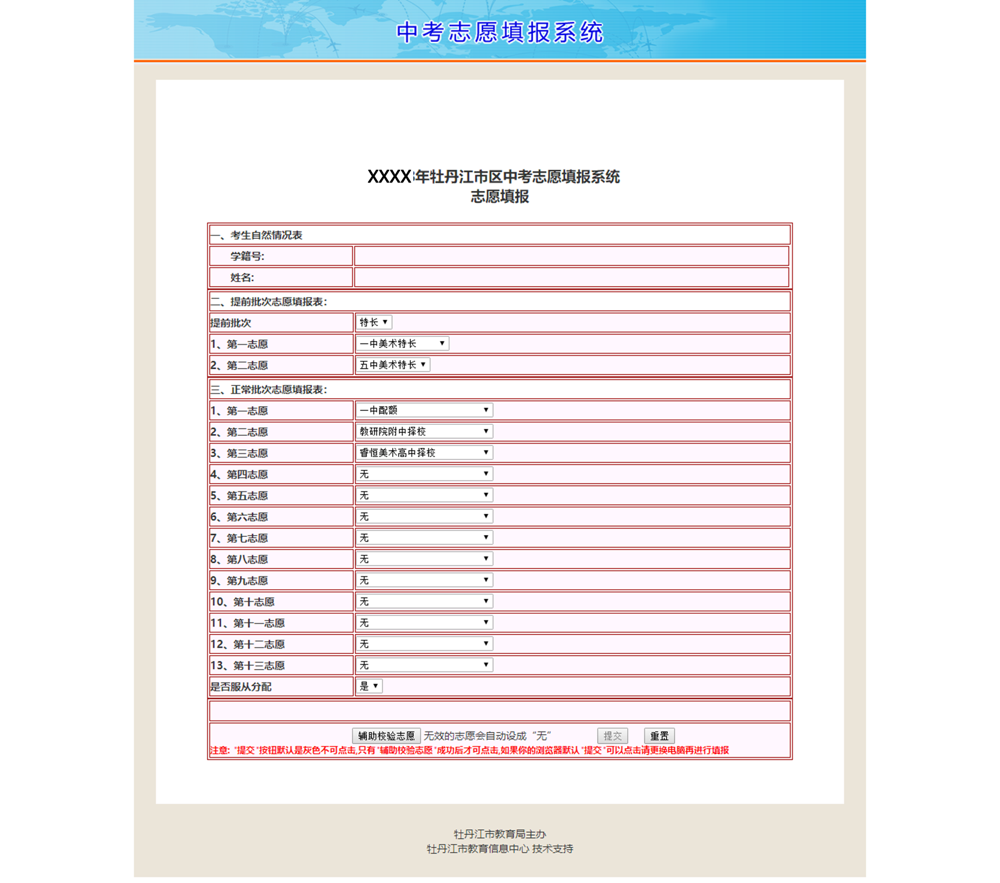 中考志愿填报系统
XXXX年牡丹江市区中考志愿填报系统
志愿填报
一、考生自然情况表
学籍号:
姓名:
二、提前批次志愿填报表:
提前批次 特长
1、第一志愿 一中美术特长
2、第二志愿 五中美术特长
三、正常批次志愿填报表:
1、第一志愿 一中配额
2、第二志愿 教研院附中择校
3、第三志愿 睿恒美术高中择校
4、第四志愿 无
5、第五志愿 无
6、第六志愿 无
7、第七志愿 无
8、第八志愿 无
9、第九志愿 无
10、第十志愿 无
11、第十一志愿 无
12、第十二志愿 无
13、第十三志愿 无
是否服从分配 是
辅助校验志愿 无效的志愿会自动设成“无” 提交 重置
注意: "提交"按钮默认是灰色不可点击,只有"辅助校验志愿"成功后才可点击,如果你的浏览器默认"提交"可以点击请更换电脑再进行填报
牡丹江市教育局主办
牡丹江市教育信息中心 技术支持